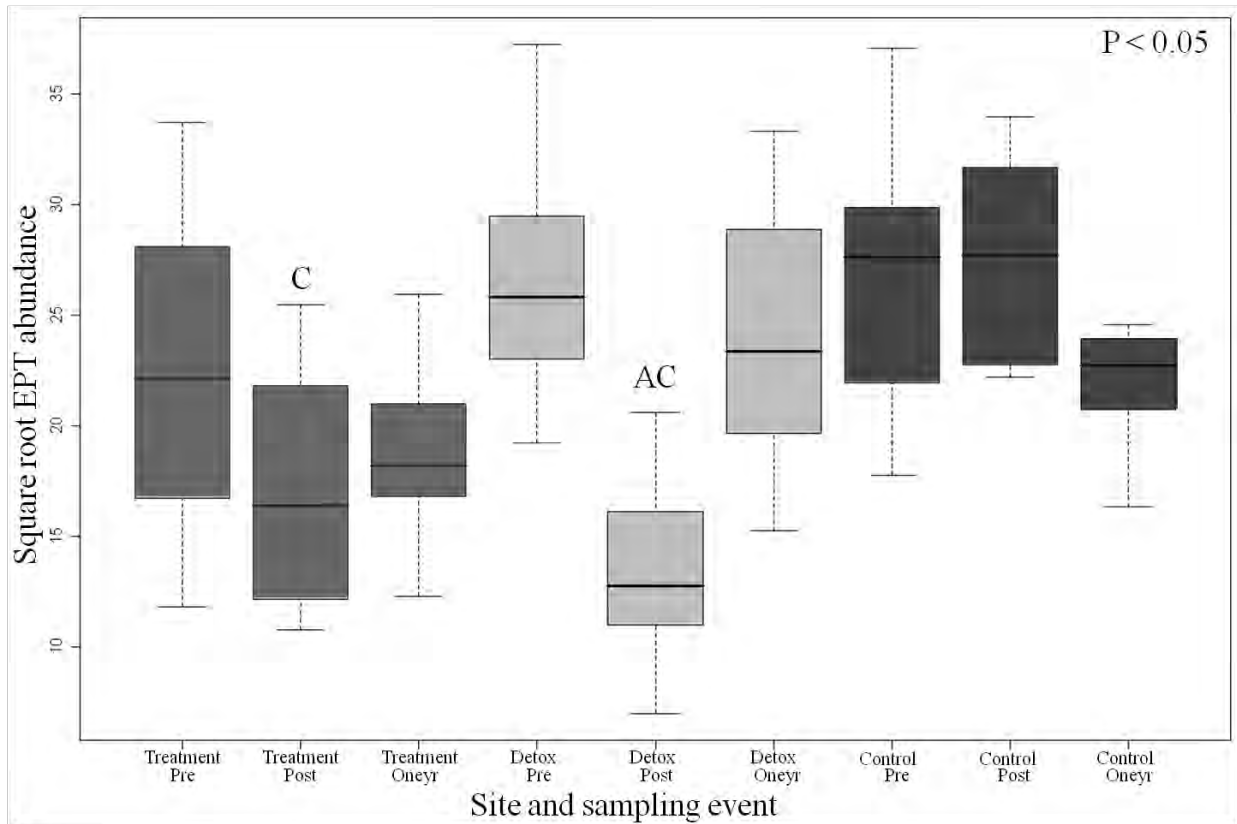 P < 0.05
Square root EPT abundance
35
30
25
20
15
10
C
AC
Treatment Pre
Treatment Post
Treatment Oneyr
Detox Pre
Detox Post
Detox Oneyr
Control Pre
Control Post
Control Oneyr
Site and sampling event